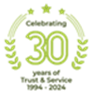 Celebrating
30
years of
Trust & Service
1994 - 2024